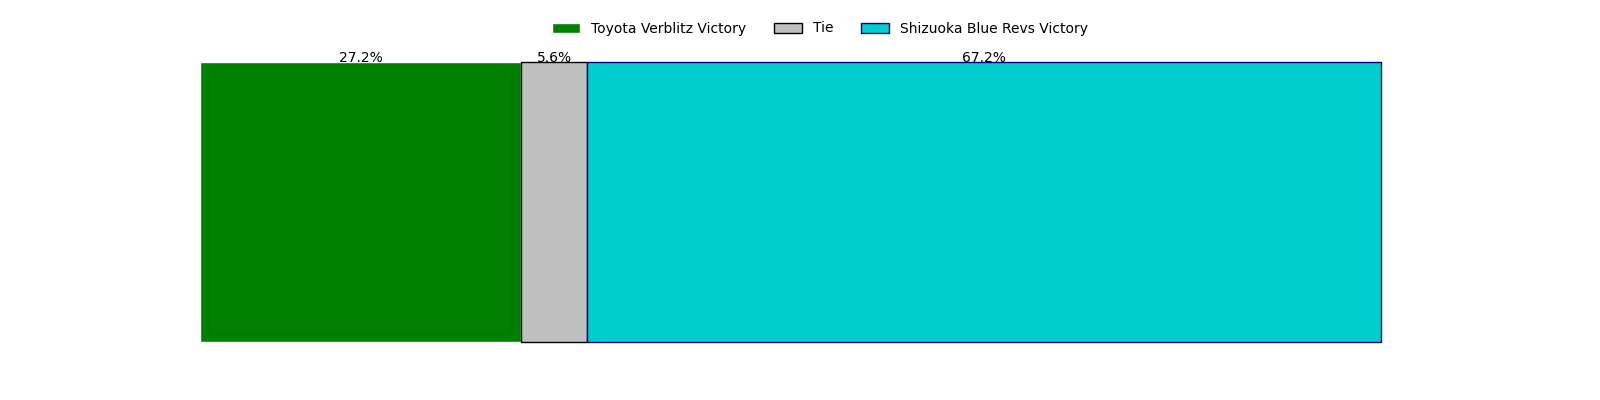 Toyota Verblitz Victory Tie Shizuoka Blue Revs Victory
27.2% 5.6% 67.2%